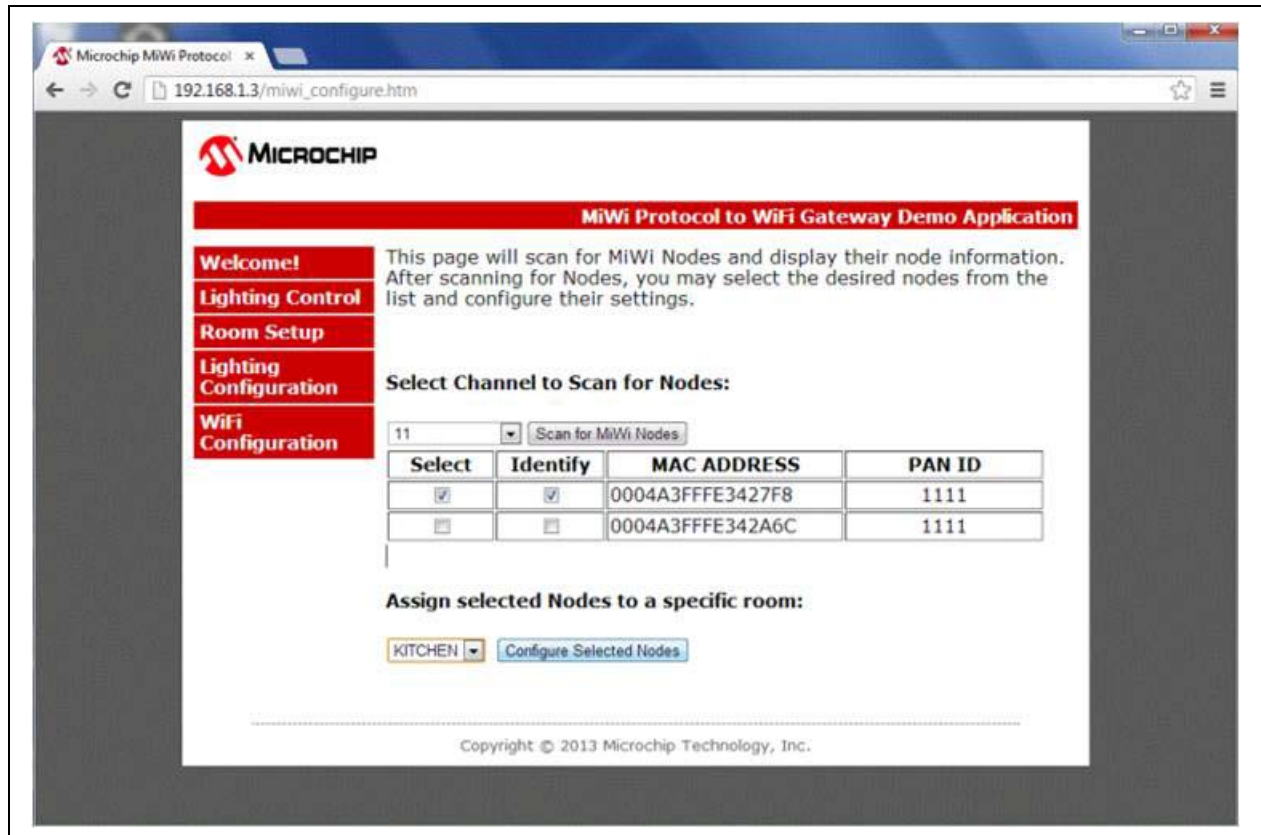 Microchip MiWi Protocol
192.168.1.3/miwi_configure.htm
MICROCHIP
MiWi Protocol to WiFi Gateway Demo Application
Welcome!
Lighting Control
Room Setup
Lighting
Configuration
WiFi
Configuration
This page will scan for MiWi Nodes and display their node information.
After scanning for Nodes, you may select the desired nodes from the
list and configure their settings.
Select Channel to Scan for Nodes:
11 Scan for MiWi Nodes
Select Identify MAC ADDRESS PAN ID
0004A3FFFE3427F8 1111
0004A3FFFE342A6C 1111
Assign selected Nodes to a specific room:
KITCHEN Configure Selected Nodes
Copyright © 2013 Microchip Technology, Inc.